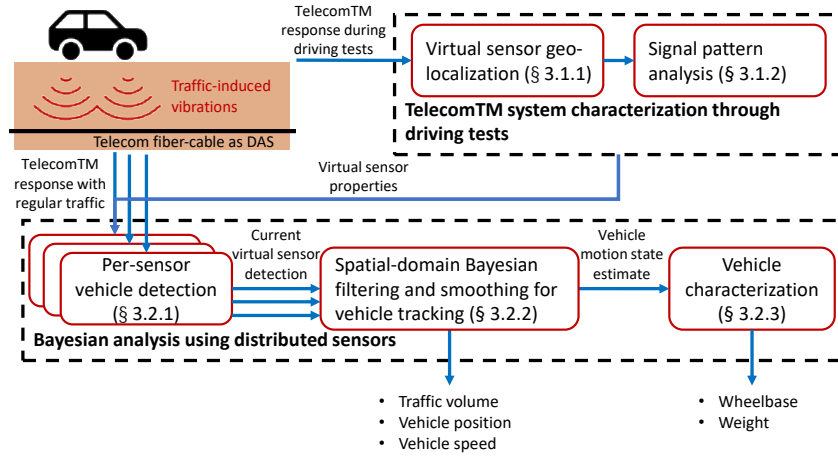 TelecomTM
response during
driving tests
Virtual sensor geo-
localization (§ 3.1.1)
Signal pattern
analysis (§ 3.1.2)
TelecomTM system characterization through
driving tests
Traffic-induced
vibrations
Telecom fiber-cable as DAS
TelecomTM
response with
regular traffic
Virtual sensor
properties
Per-sensor
vehicle detection
(§ 3.2.1)
Current
virtual sensor
detection
Spatial-domain Bayesian
filtering and smoothing for
vehicle tracking (§ 3.2.2)
Vehicle
motion state
estimate
Vehicle
characterization
(§ 3.2.3)
Bayesian analysis using distributed sensors
• Traffic volume
• Vehicle position
• Vehicle speed
• Wheelbase
• Weight